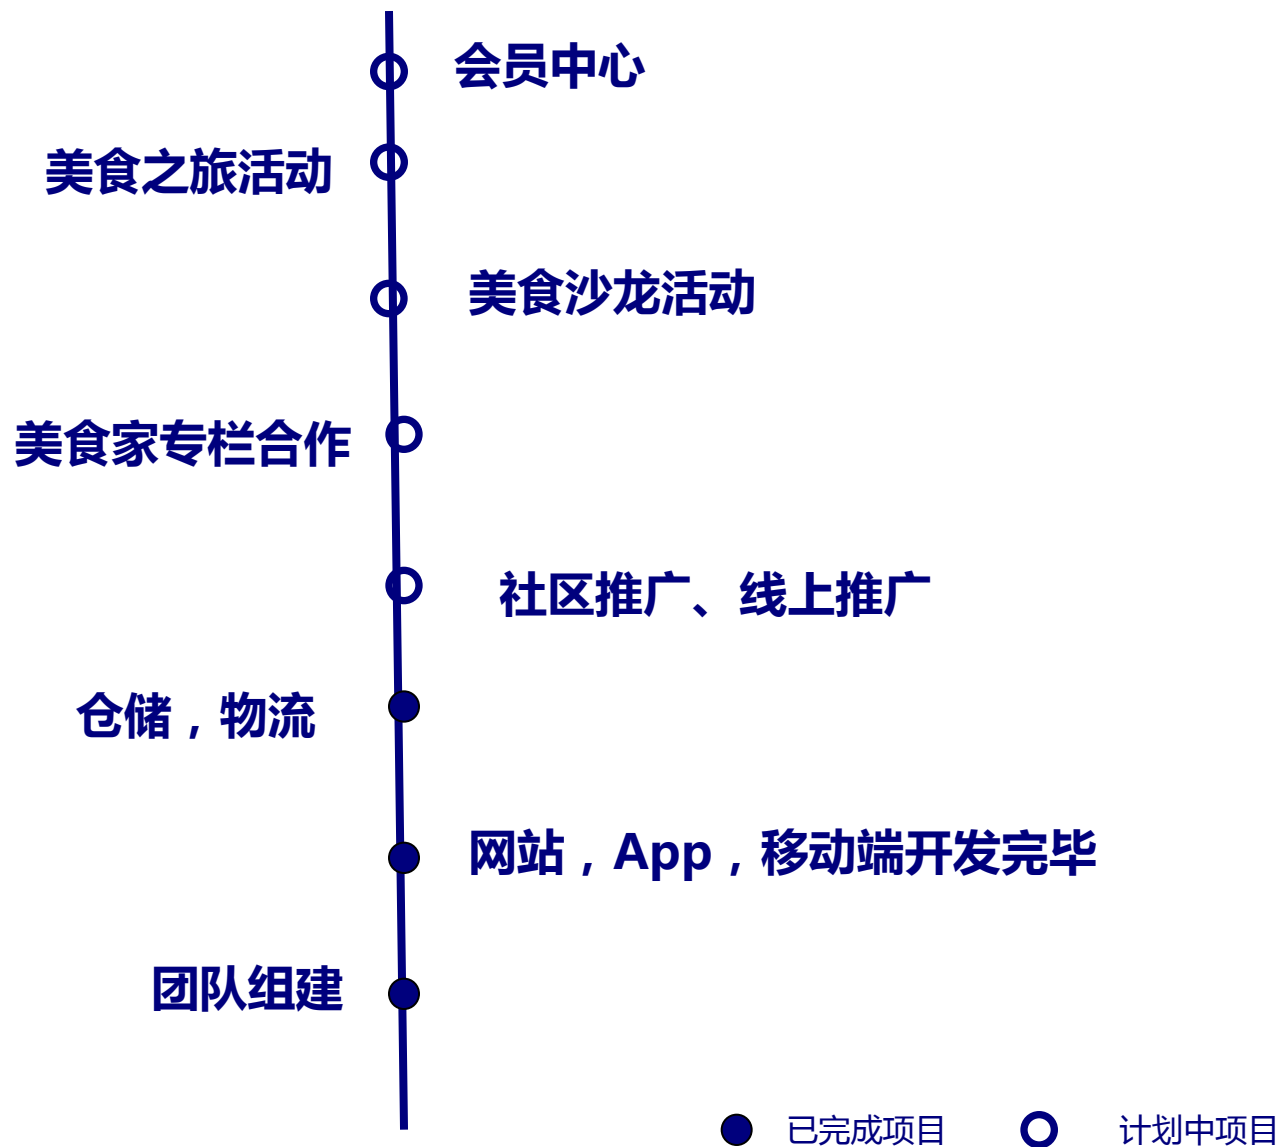 会员中心
美食之旅活动
美食沙龙活动
美食家专栏合作
社区推广、线上推广
仓储，物流
网站，App，移动端开发完毕
团队组建
已完成项目
计划中项目